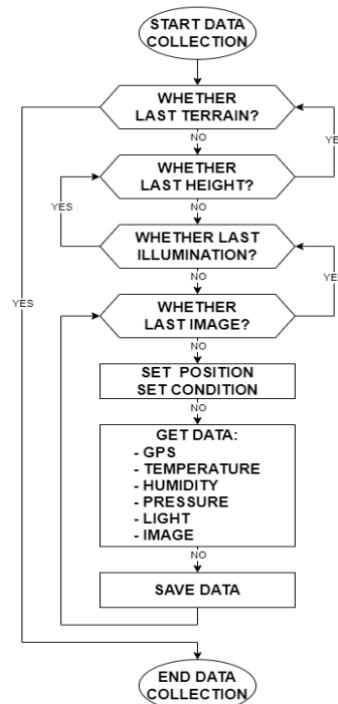 START DATA
COLLECTION
WHETHER
LAST TERRAIN?
NO
YE
WHETHER
LAST HEIGHT?
YES
NO
WHETHER LAST
ILLUMINATION?
NO
YE
YES
WHETHER
LAST IMAGE?
NO
SET POSITION
SET CONDITION
NO
GET DATA:
- GPS
- TEMPERATURE
- HUMIDITY
- PRESSURE
- LIGHT
- IMAGE
NO
SAVE DATA
END DATA
COLLECTION